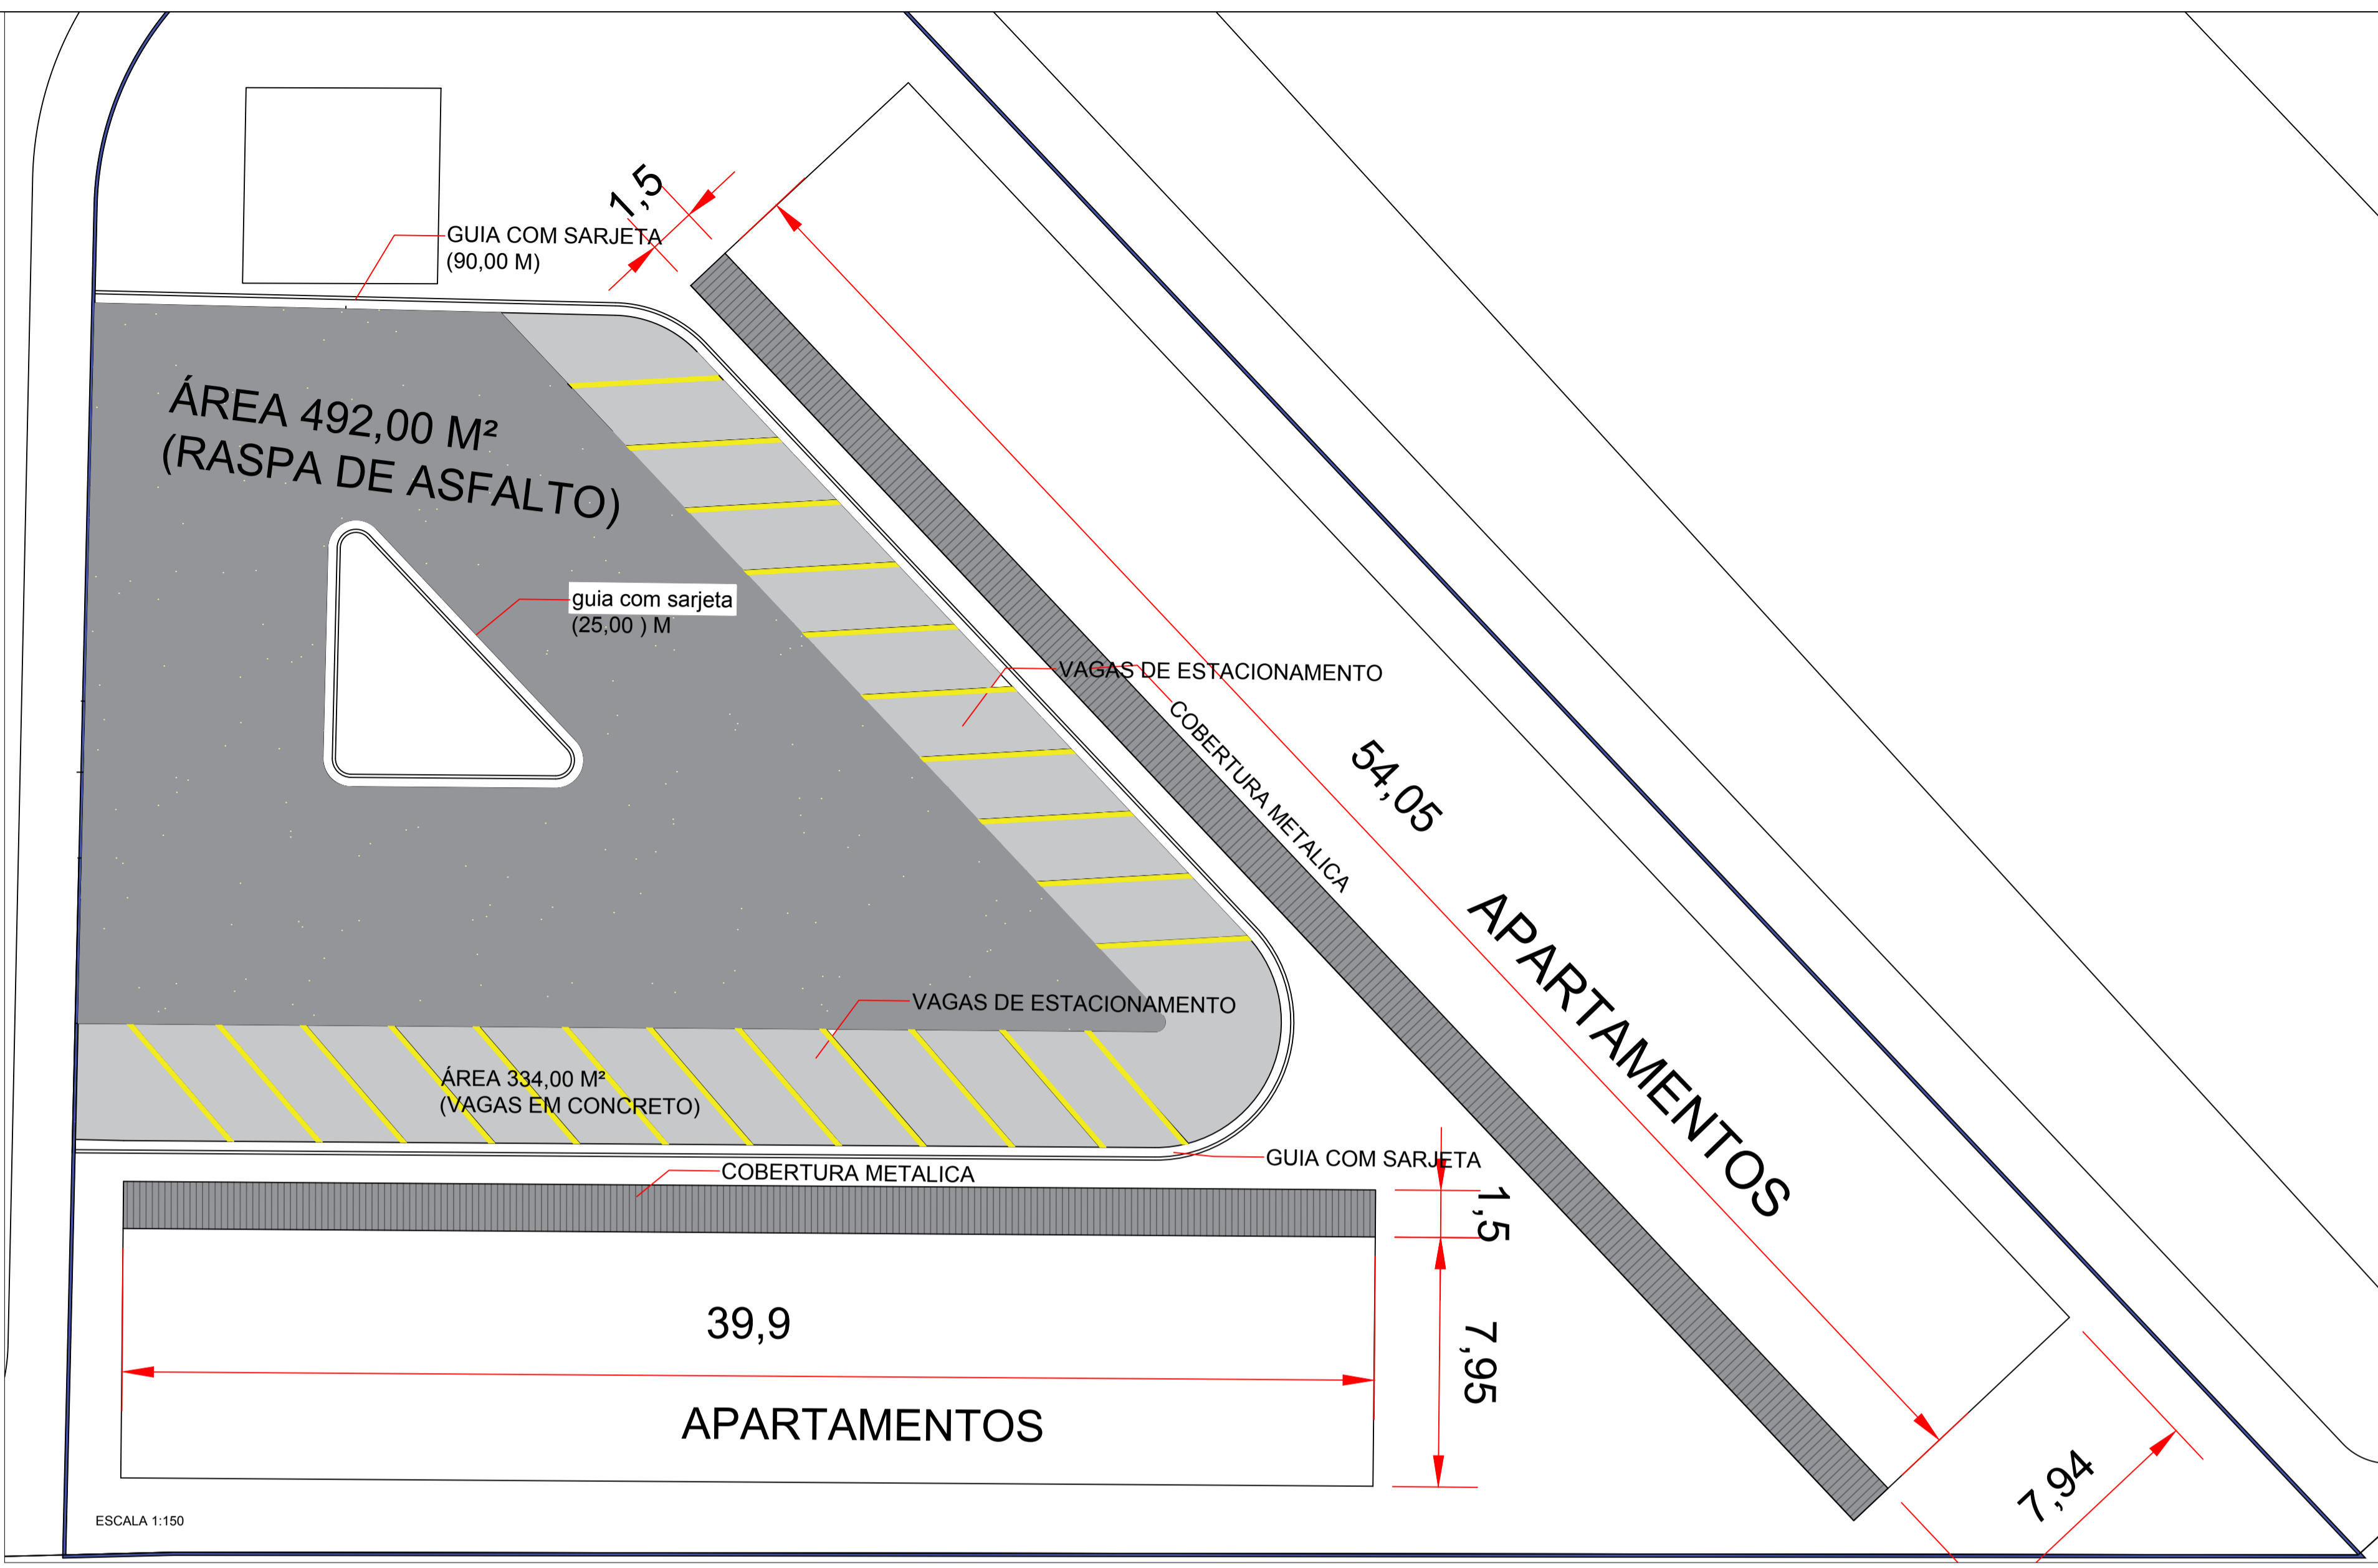 1,5
GUIA COM SARJETA
(90,00 M)
ÁREA 492,00 M²
(RASPA DE ASFALTO)
guia com sarjeta
(25,00 ) M
VAGAS DE ESTACIONAMENTO
COBERTURA METALICA
54,05
APARTAMENTOS
VAGAS DE ESTACIONAMENTO
ÁREA 334,00 M²
(VAGAS EM CONCRETO)
GUIA COM SARJETA
COBERTURA METALICA
1,5
39,9
7,95
APARTAMENTOS
7,94
ESCALA 1:150